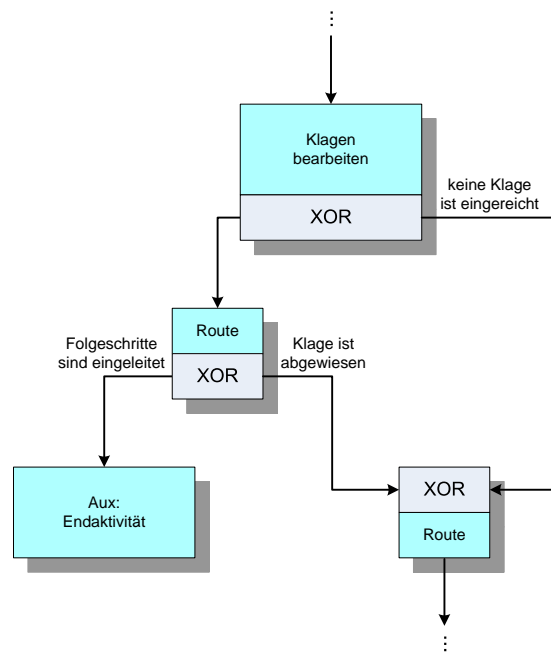 ...
Klagen
bearbeiten
XOR
keine Klage
ist eingereicht
Route
XOR
Folgeschritte
sind eingeleitet
Klage ist
abgewiesen
Aux:
Endaktivität
XOR
Route
...